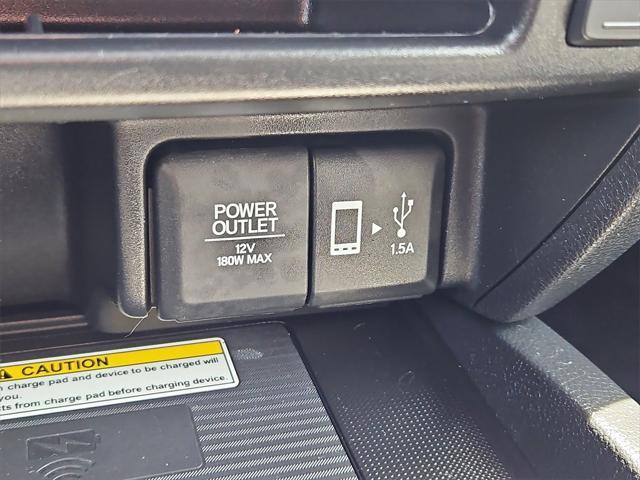 POWER
OUTLET
12V
180W MAX
1.5A
CAUTION
charge pad and device to be charged will
you.
from charge pad before charging device.